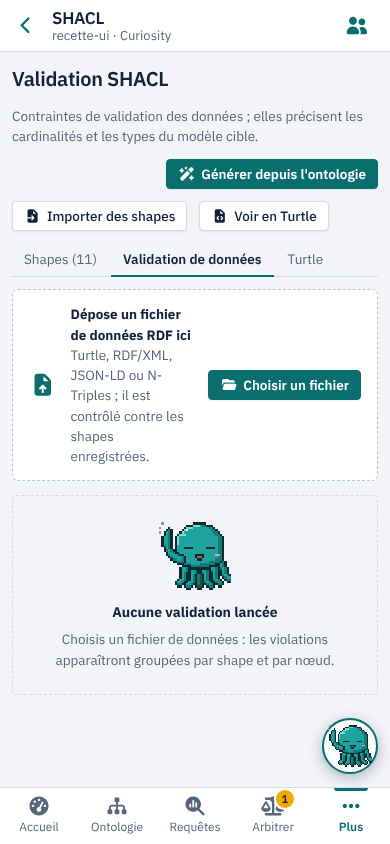 SHACL
recette-ui · Curiosity
Validation SHACL
Contraintes de validation des données ; elles précisent les
cardinalités et les types du modèle cible.
Générer depuis l'ontologie
Importer des shapes
Voir en Turtle
Shapes (11)
Validation de données
Turtle
Dépose un fichier
de données RDF ici
Turtle, RDF/XML,
JSON-LD ou N-
Triples ; il est
contrôlé contre les
shapes
enregistrées.
Choisir un fichier
Aucune validation lancée
Choisis un fichier de données : les violations
apparaîtront groupées par shape et par nœud.
1
Accueil
Ontologie
Requêtes
Arbitrer
Plus